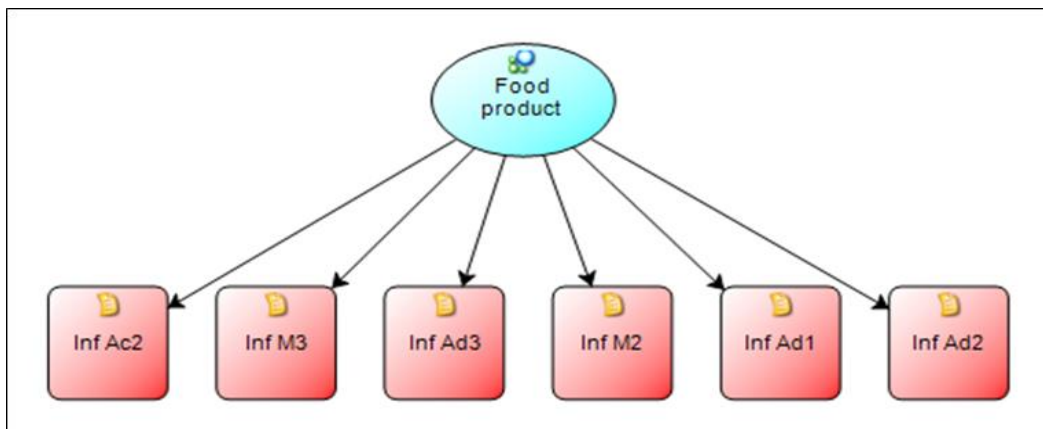 Food
product
Inf Ac2
Inf M3
Inf Ad3
Inf M2
Inf Ad1
Inf Ad2